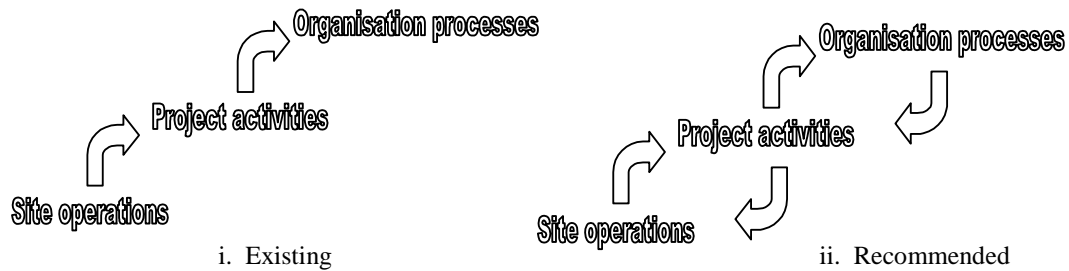 Organisation processes
Project activities
Site operations
i. Existing
Organisation processes
Project activities
Site operations
ii. Recommended